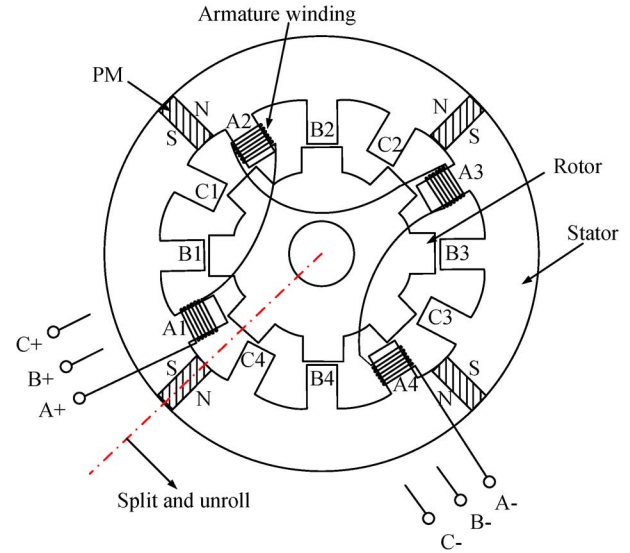 Armature winding
PM
N
S
A2
B2
C2
N
S
A3
C1
Rotor
B1
B3
Stator
A1
C3
C+
B+
A+
S
N
C4
B4
A4
S
N
Split and unroll
A-
B-
C-